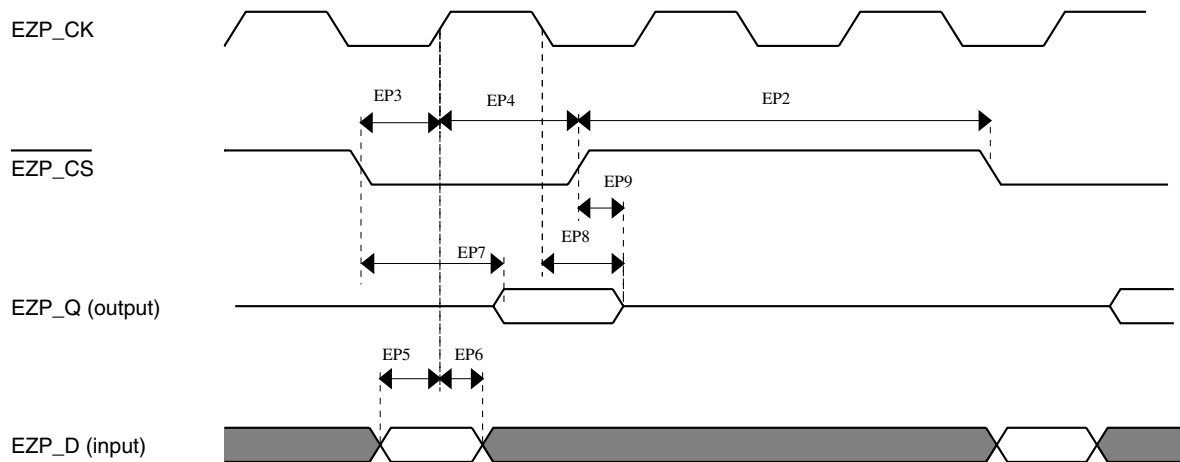 EZP_CK
EP3 EP4 EP2
EZP_CS
EP9
EP8
EP7
EZP_Q (output)
EP5 EP6
EZP_D (input)